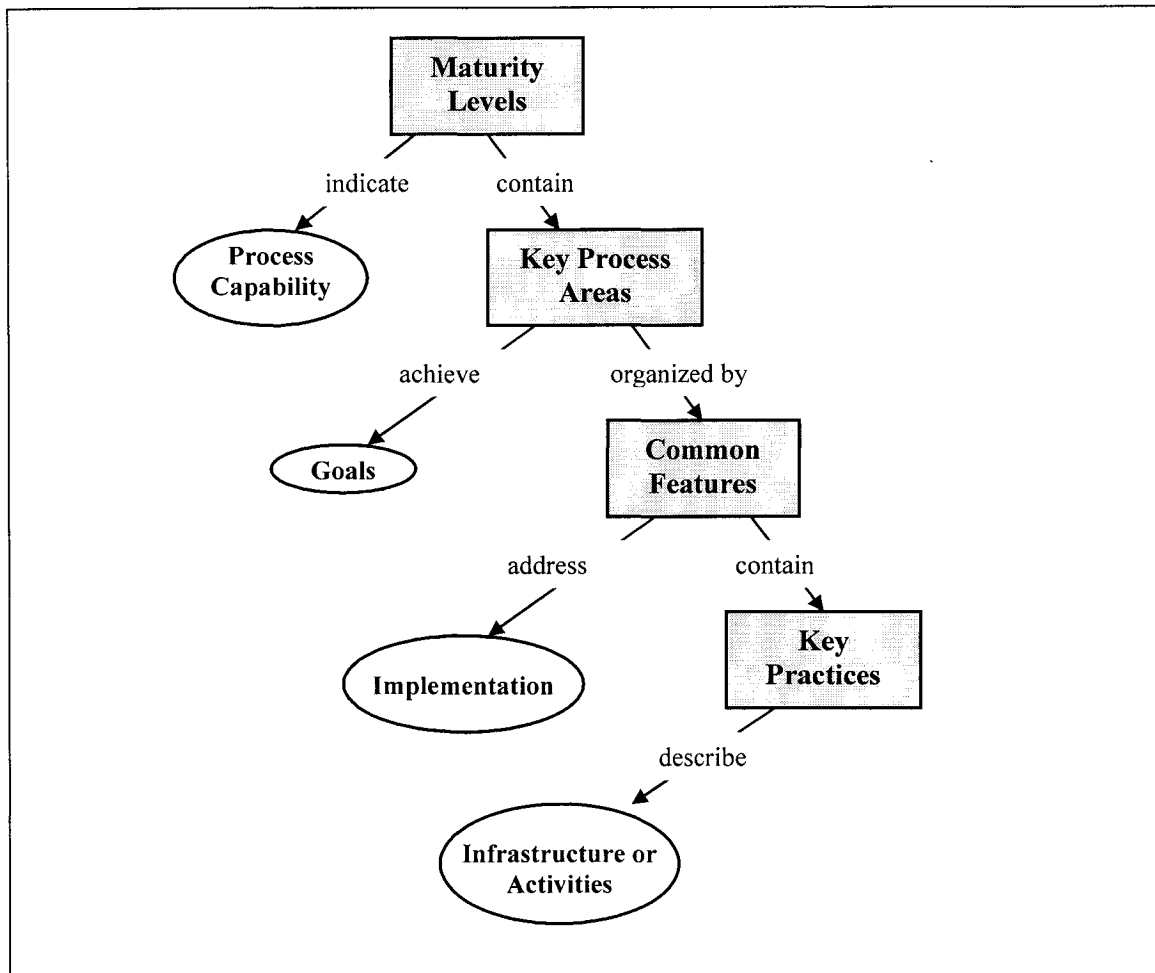 Maturity
Levels
indicate
contain
Process
Capability
Key Process
Areas
achieve
organized by
Goals
Common
Features
address
contain
Implementation
Key
Practices
describe
Infrastructure or
Activities